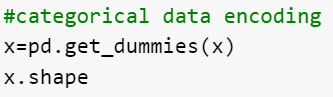 #categorical data encoding
x=pd.get_dummies(x)
x.shape